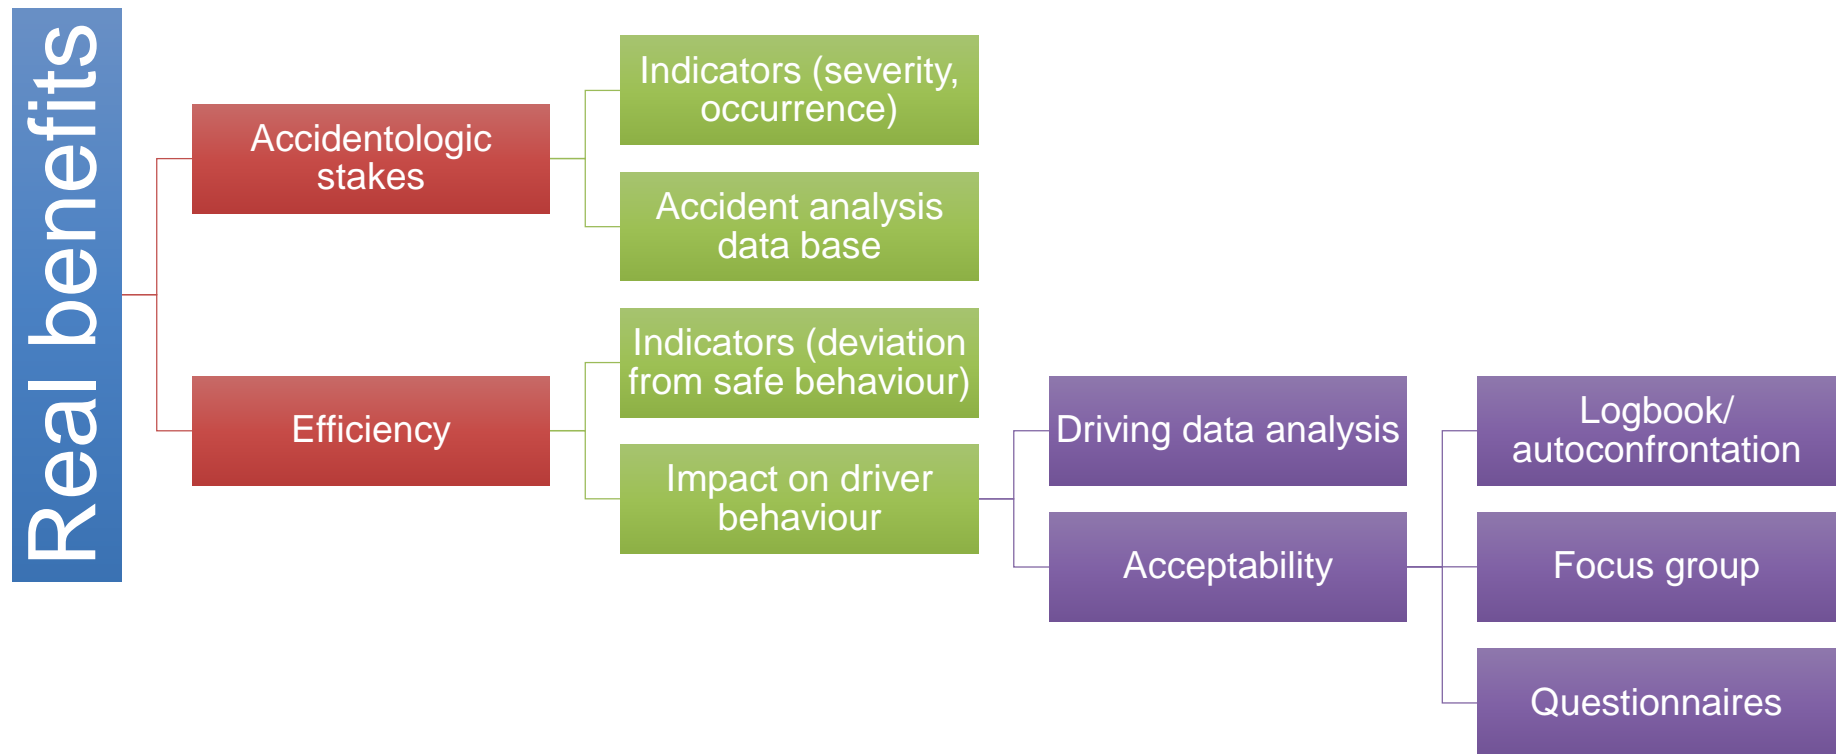 Real benefits
Accidentologic
stakes
Indicators (severity,
occurrence)
Accident analysis
data base
Efficiency
Indicators (deviation
from safe behaviour)
Impact on driver
behaviour
Driving data analysis
Acceptability
Logbook/
autoconfrontation
Focus group
Questionnaires